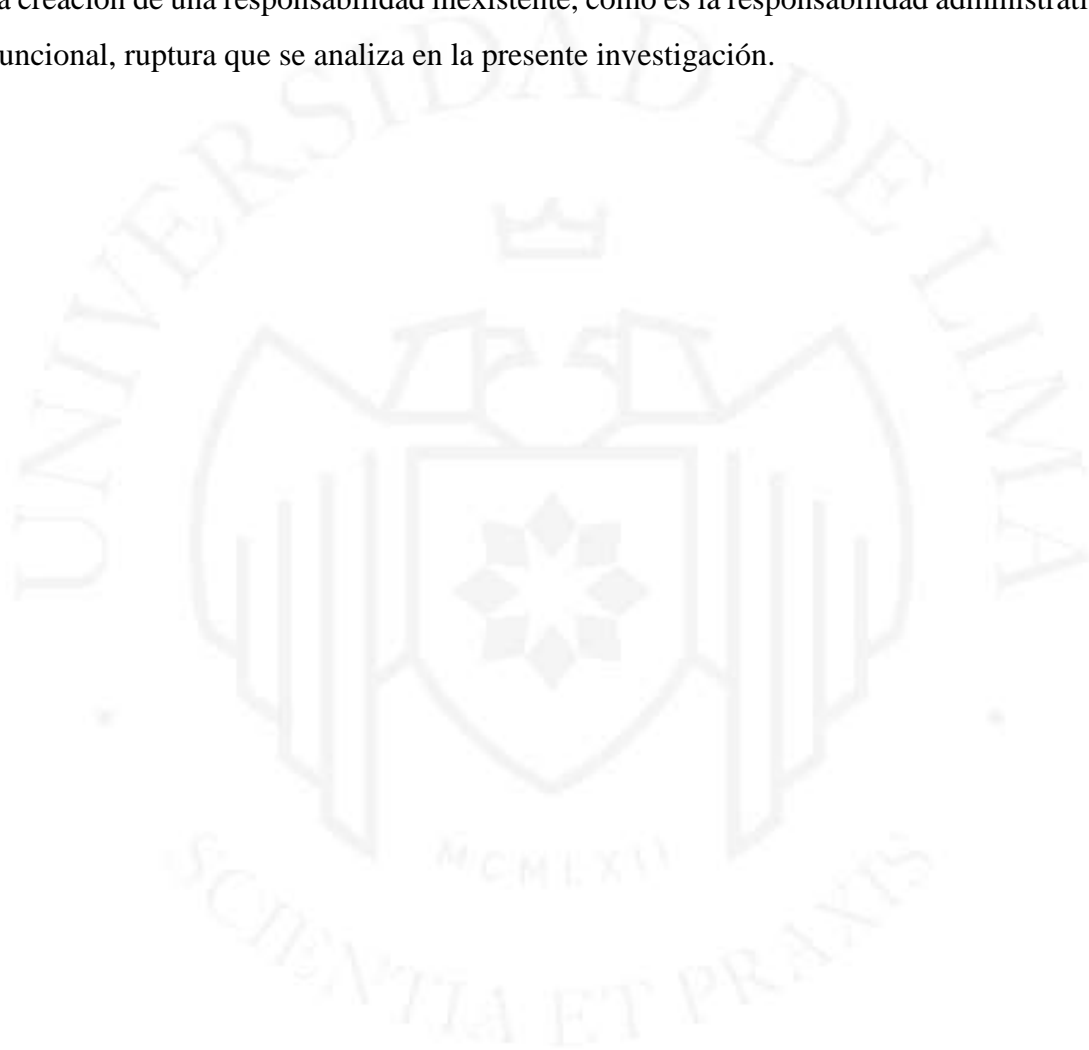 a creación de una responsabilidad inexistente, como es la responsabilidad administrati
uncional, ruptura que se analiza en la presente investigación.
UNIVERSIDAD DE LIMA
MCMLXII
SCIENTIA ET PRAXIS